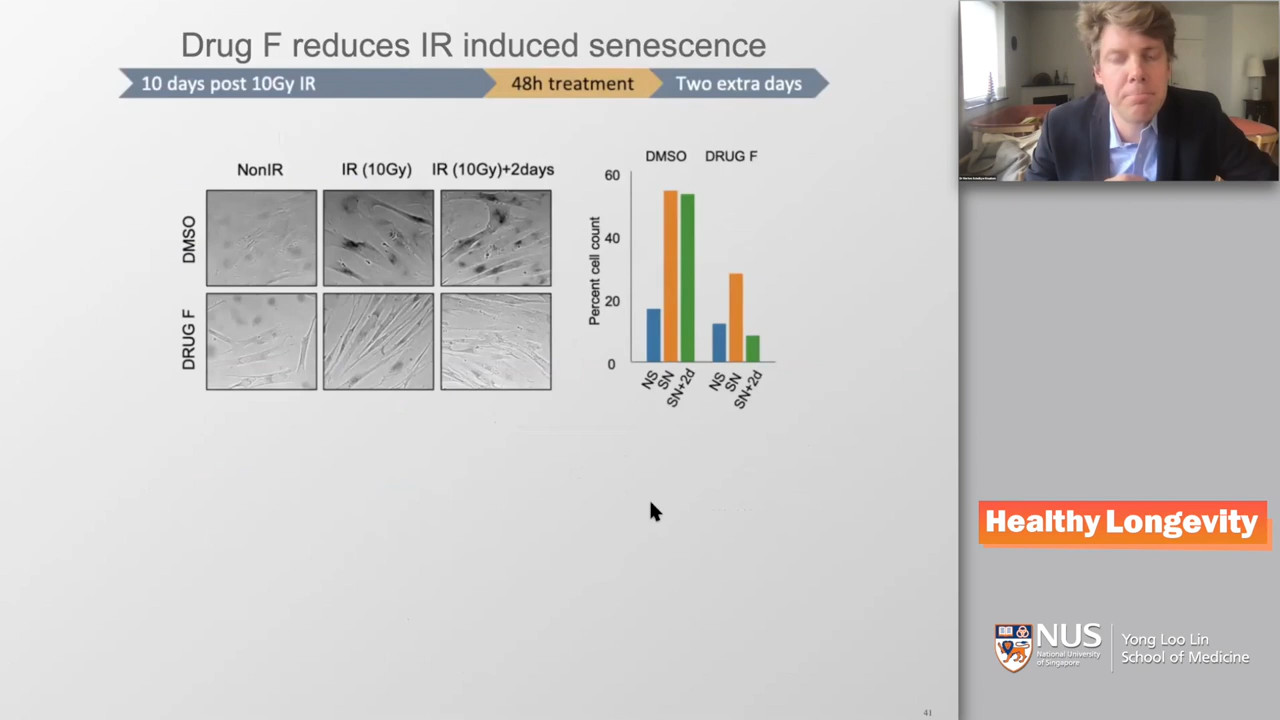 Drug F reduces IR induced senescence
10 days post 10Gy IR
48h treatment
Two extra days
NonIR
IR (10Gy)
IR (10Gy)+2days
DMSO
DRUG F
DMSO
DRUG F
Percent cell count
60
40
20
0
NS
SN
SN+2d
NS
SN
SN+2d
41
Healthy Longevity
NUS
National University
of Singapore
Yong Loo Lin
School of Medicine